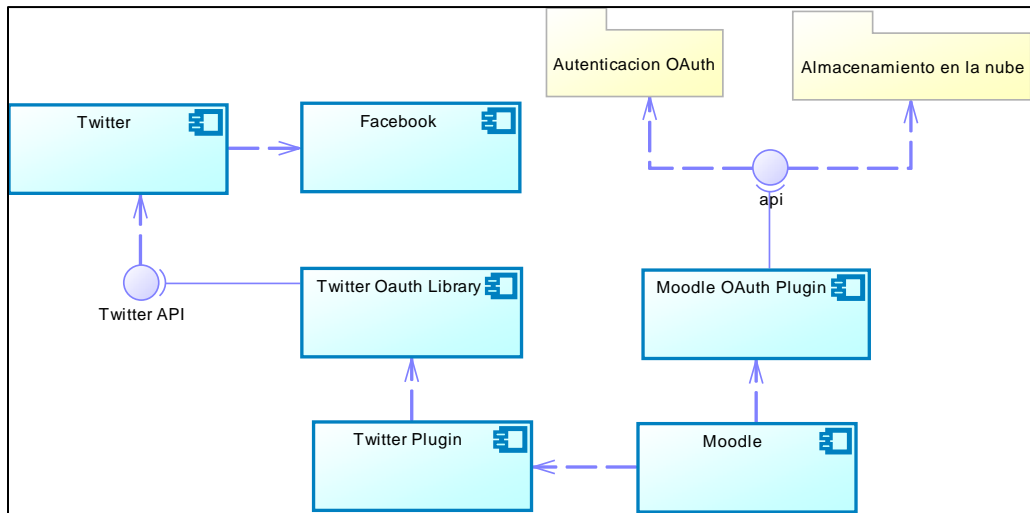 Autenticacion OAuth
Almacenamiento en la nube
Twitter
Facebook
api
Twitter Oauth Library
Moodle OAuth Plugin
Twitter API
Twitter Plugin
Moodle